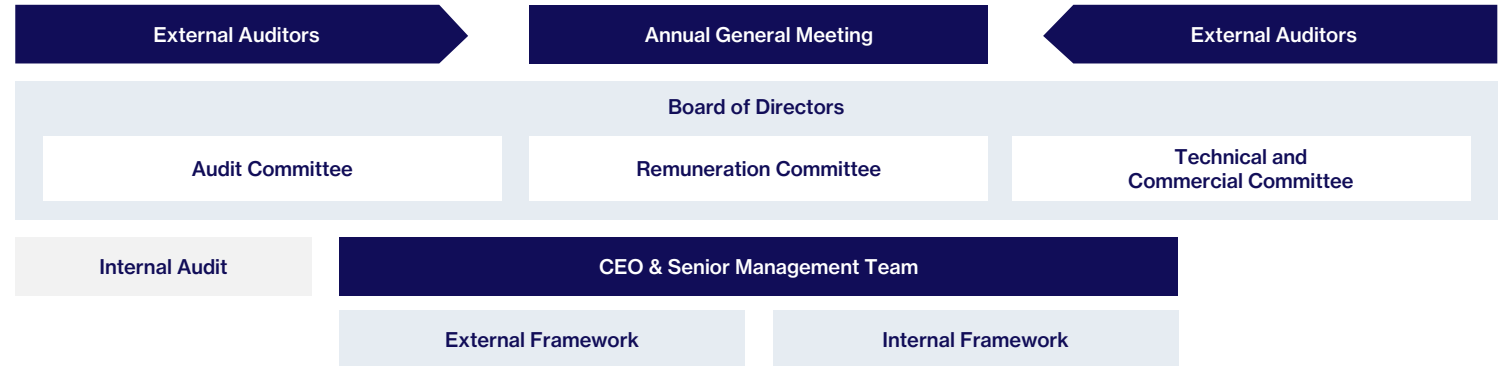 External Auditors
Annual General Meeting
External Auditors
Board of Directors
Audit Committee
Remuneration Committee
Technical and
Commercial Committee
Internal Audit
CEO & Senior Management Team
External Framework
Internal Framework